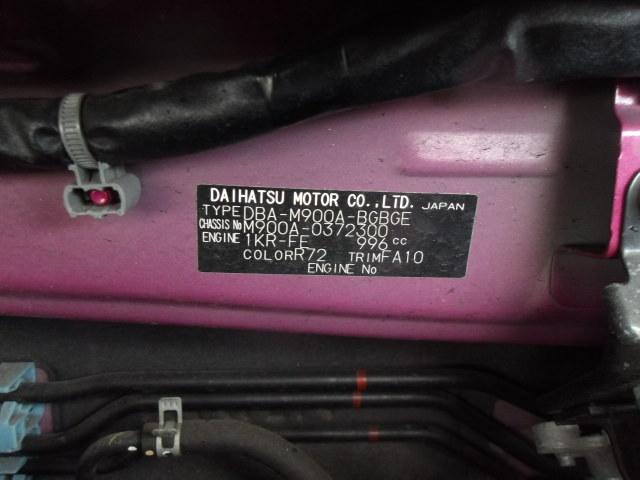 DAIHATSU MOTOR CO.,LTD. JAPAN
TYPE DBA-M900A-BGBGE
CHASSIS No M900A-0372300
ENGINE 1KR-FE 996 cc
COLOR R72 TRIM FA10
ENGINE No